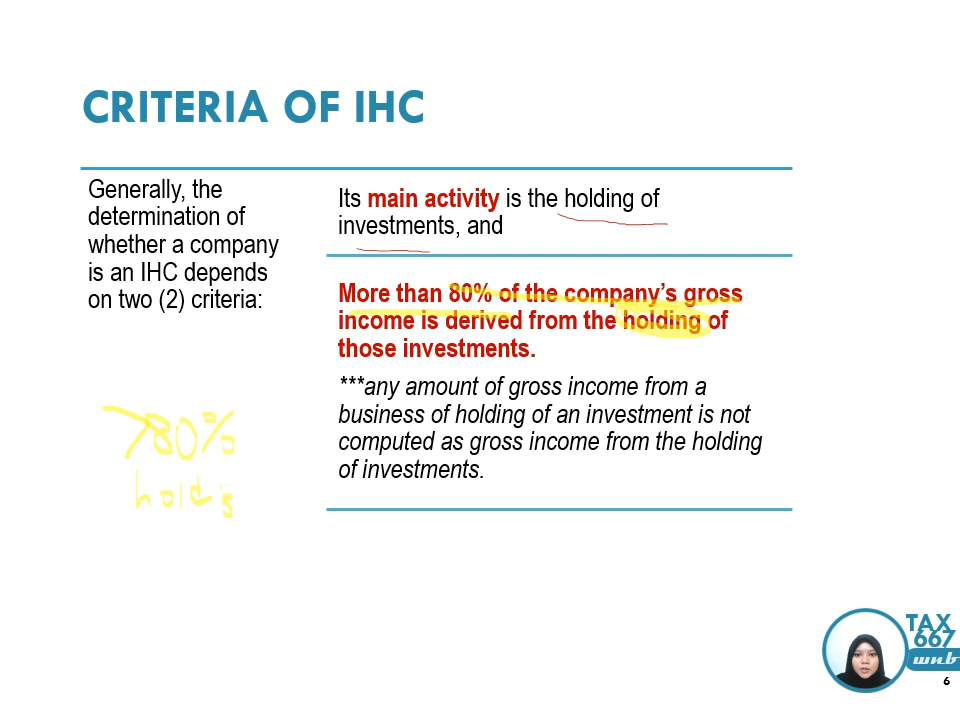 CRITERIA OF IHC
Generally, the
determination of
whether a company
is an IHC depends
on two (2) criteria:
Its main activity is the holding of
investments, and
More than 80% of the company's gross
income is derived from the holding of
those investments.
***any amount of gross income from a
business of holding of an investment is not
computed as gross income from the holding
of investments.
>80%
TAX
667
wnb
6